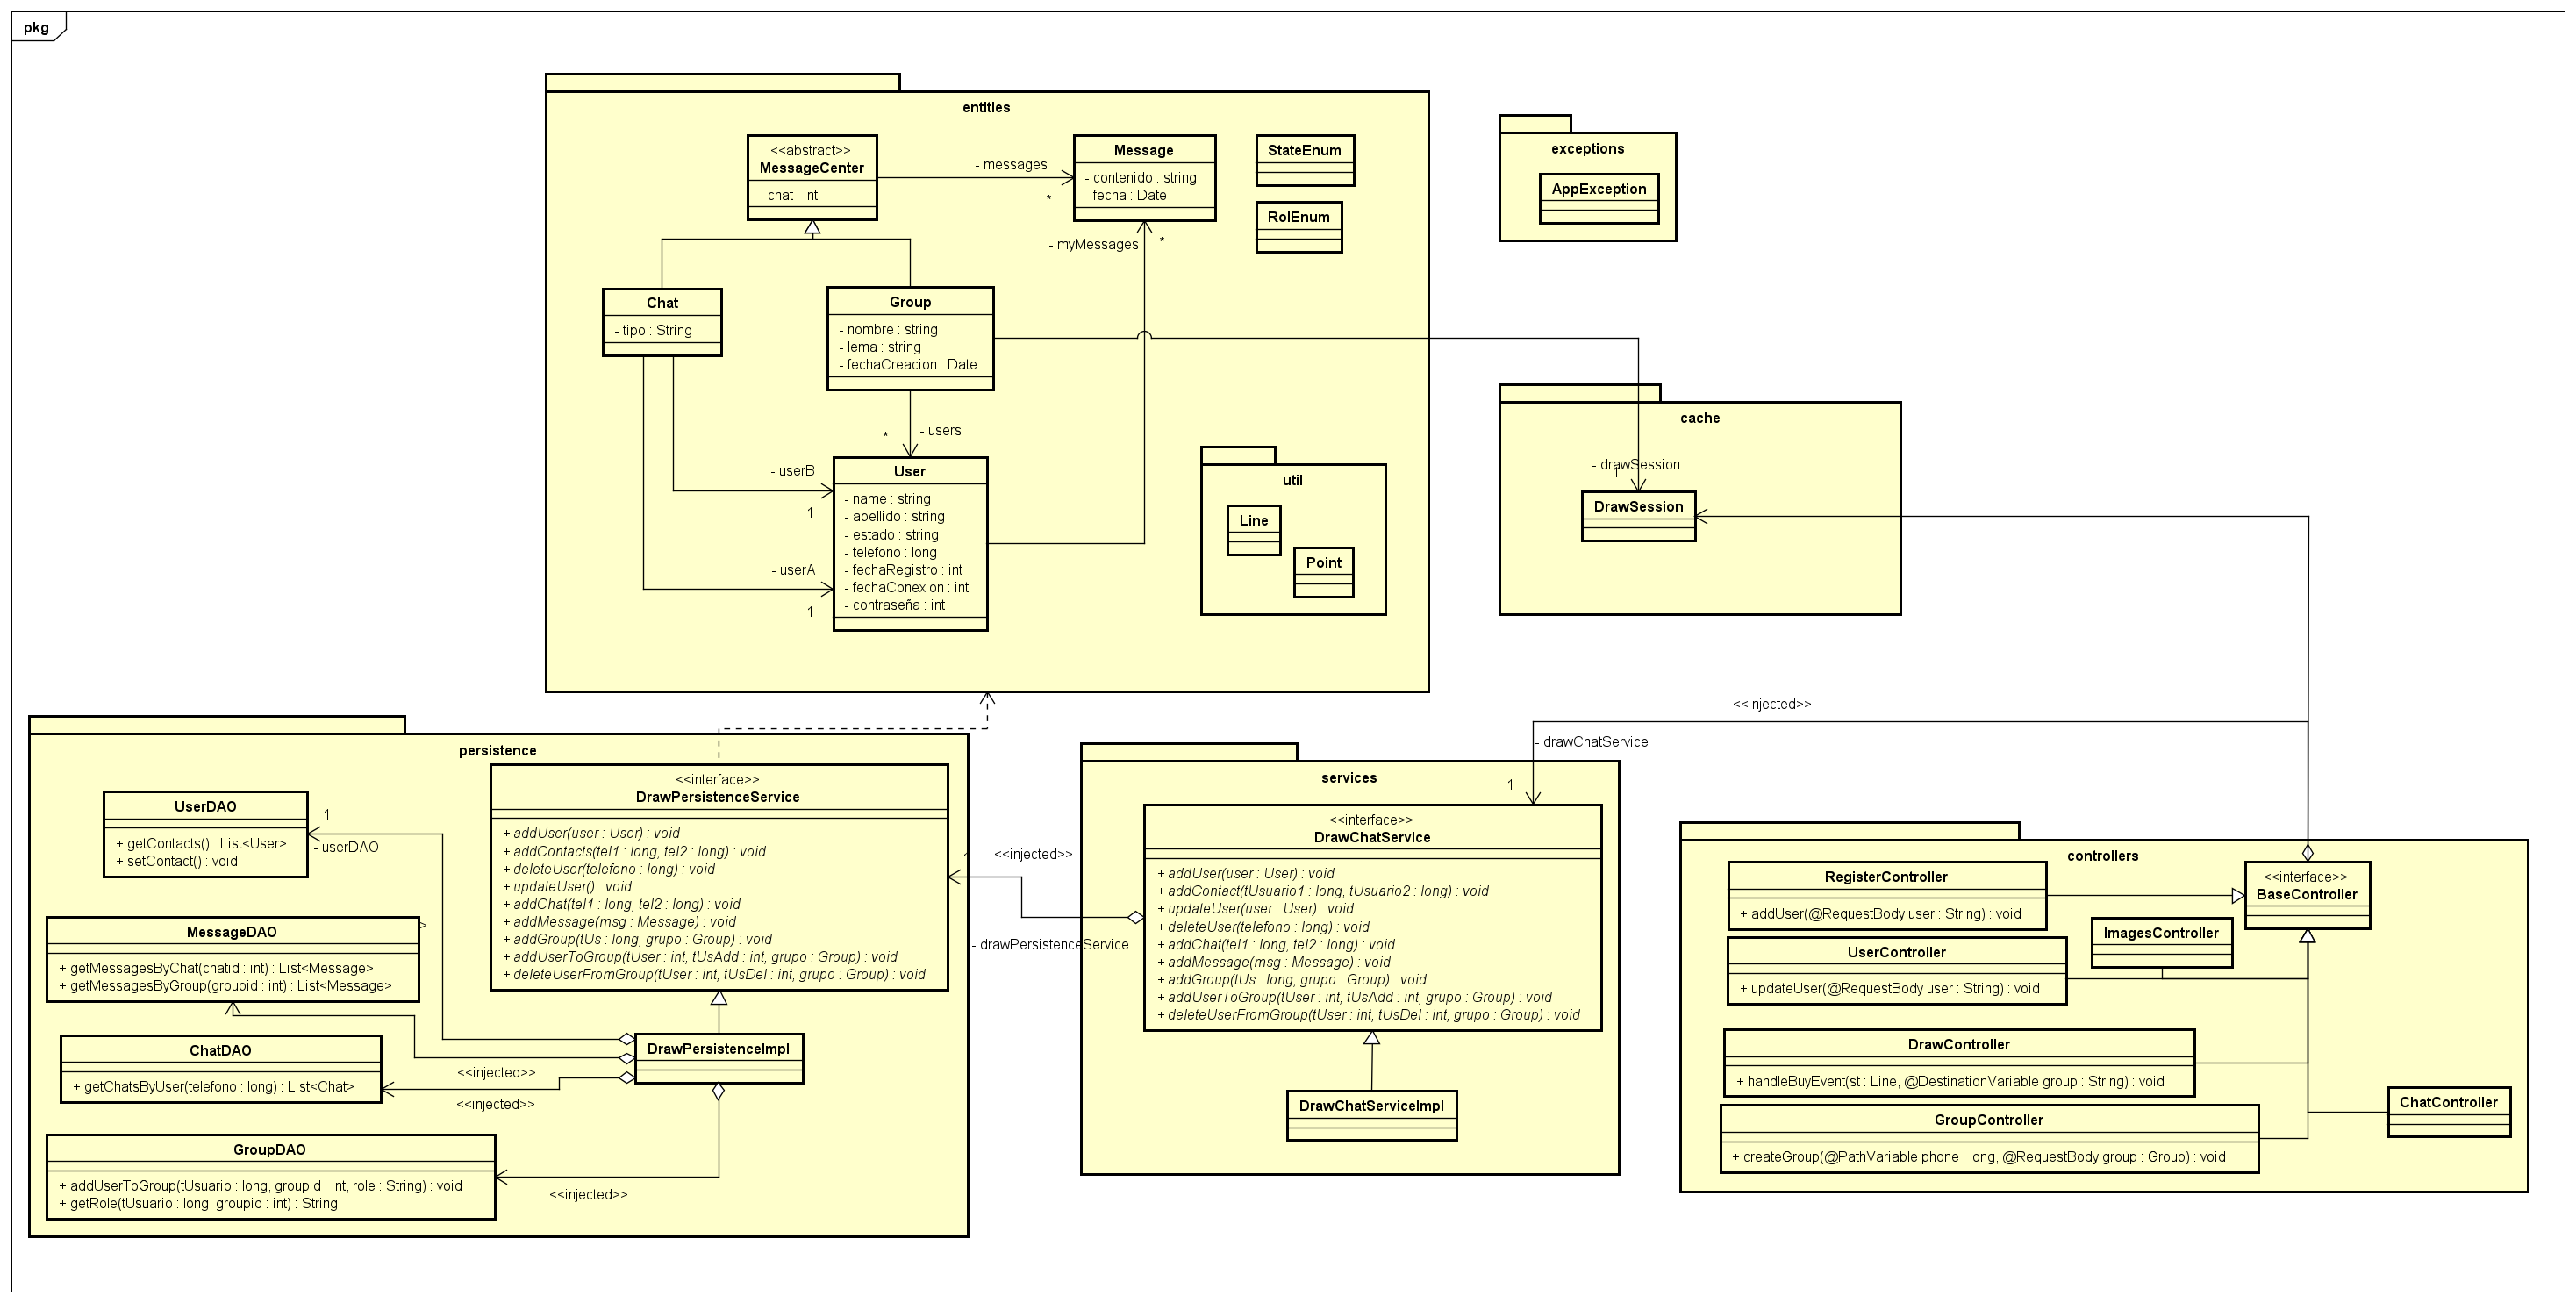 pkg
entities
<<abstract>>
MessageCenter
- chat : int
- messages
*
Message
- contenido : string
- fecha : Date
StateEnum
RolEnum
- myMessages
*
Chat
- tipo : String
Group
- nombre : string
- lema : string
- fechaCreacion : Date
*
- users
User
- name : string
- apellido : string
- estado : string
- telefono : long
- fechaRegistro : int
- fechaConexion : int
- contraseña : int
- userB
1
- userA
1
util
Line
Point
exceptions
AppException
cache
- drawSession
1
DrawSession
persistence
UserDAO
+ getContacts() : List<User>
+ setContact() : void
1
- userDAO
MessageDAO
+ getMessagesByChat(chatid : int) : List<Message>
+ getMessagesByGroup(groupid : int) : List<Message>
>
ChatDAO
+ getChatsByUser(telefono : long) : List<Chat>
<<injected>>
<<injected>>
GroupDAO
+ addUserToGroup(tUsuario : long, groupid : int, role : String) : void
+ getRole(tUsuario : long, groupid : int) : String
<<injected>>
<<interface>>
DrawPersistenceService
+ addUser(user : User) : void
+ addContacts(tel1 : long, tel2 : long) : void
+ deleteUser(telefono : long) : void
+ updateUser() : void
+ addChat(tel1 : long, tel2 : long) : void
+ addMessage(msg : Message) : void
+ addGroup(tUs : long, grupo : Group) : void
+ addUserToGroup(tUser : int, tUsAdd : int, grupo : Group) : void
+ deleteUserFromGroup(tUser : int, tUsDel : int, grupo : Group) : void
DrawPersistenceImpl
<<injected>>
- drawPersistenceService
services
<<interface>>
DrawChatService
+ addUser(user : User) : void
+ addContact(tUsuario1 : long, tUsuario2 : long) : void
+ updateUser(user : User) : void
+ deleteUser(telefono : long) : void
+ addChat(tel1 : long, tel2 : long) : void
+ addMessage(msg : Message) : void
+ addGroup(tUs : long, grupo : Group) : void
+ addUserToGroup(tUser : int, tUsAdd : int, grupo : Group) : void
+ deleteUserFromGroup(tUser : int, tUsDel : int, grupo : Group) : void
DrawChatServiceImpl
<<injected>>
- drawChatService
1
controllers
RegisterController
+ addUser(@RequestBody user : String) : void
<<interface>>
BaseController
ImagesController
UserController
+ updateUser(@RequestBody user : String) : void
DrawController
+ handleBuyEvent(st : Line, @DestinationVariable group : String) : void
ChatController
GroupController
+ createGroup(@PathVariable phone : long, @RequestBody group : Group) : void